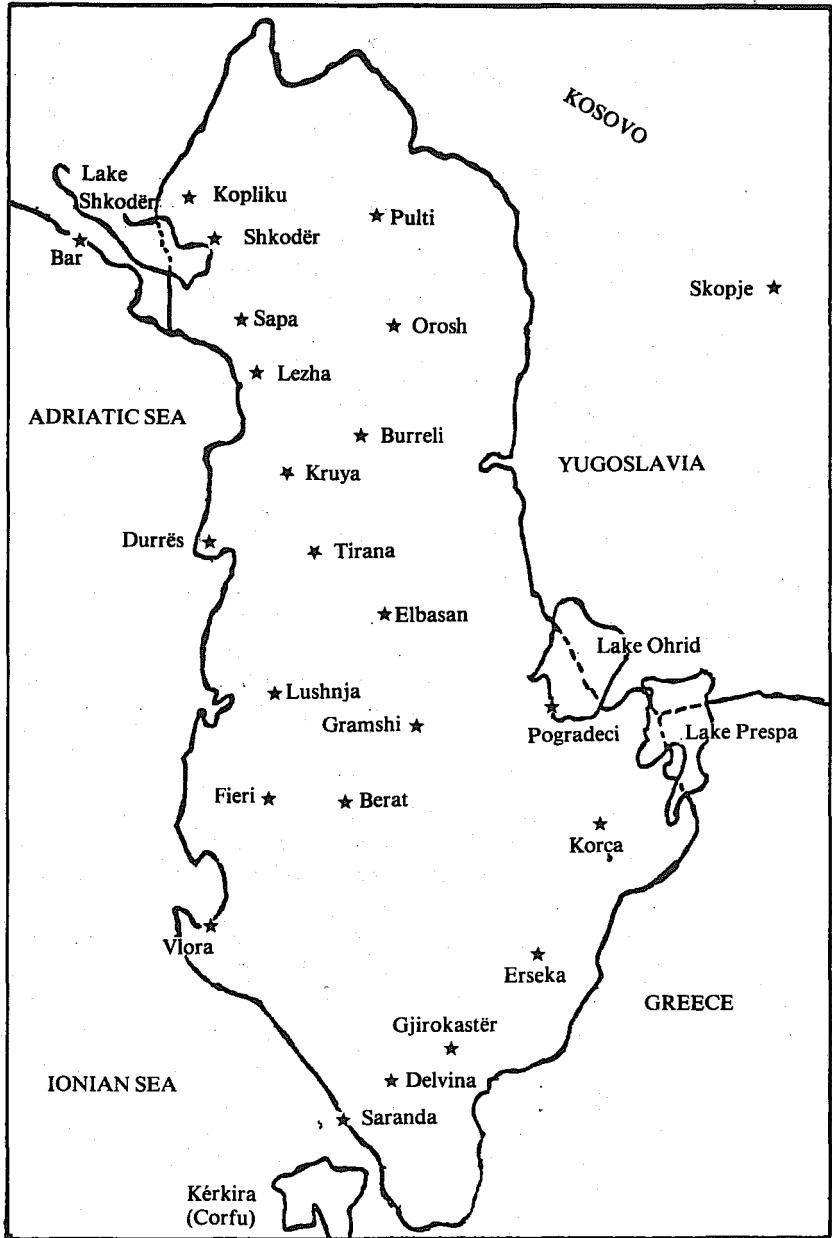 KOSOVO
Lake
Shkodër
Kopliku
Pulti
Shkodër
Bar
Skopje
Sapa
Orosh
Lezha
ADRIATIC SEA
Burreli
YUGOSLAVIA
Kruya
Durrës
Tirana
Elbasan
Lake Ohrid
Lushnja
Gramshi
Pogradeci
Lake Prespa
Fieri
Berat
Korça
Vlora
Erseka
GREECE
Gjirokastër
IONIAN SEA
Delvina
Saranda
Kérkira
(Corfu)